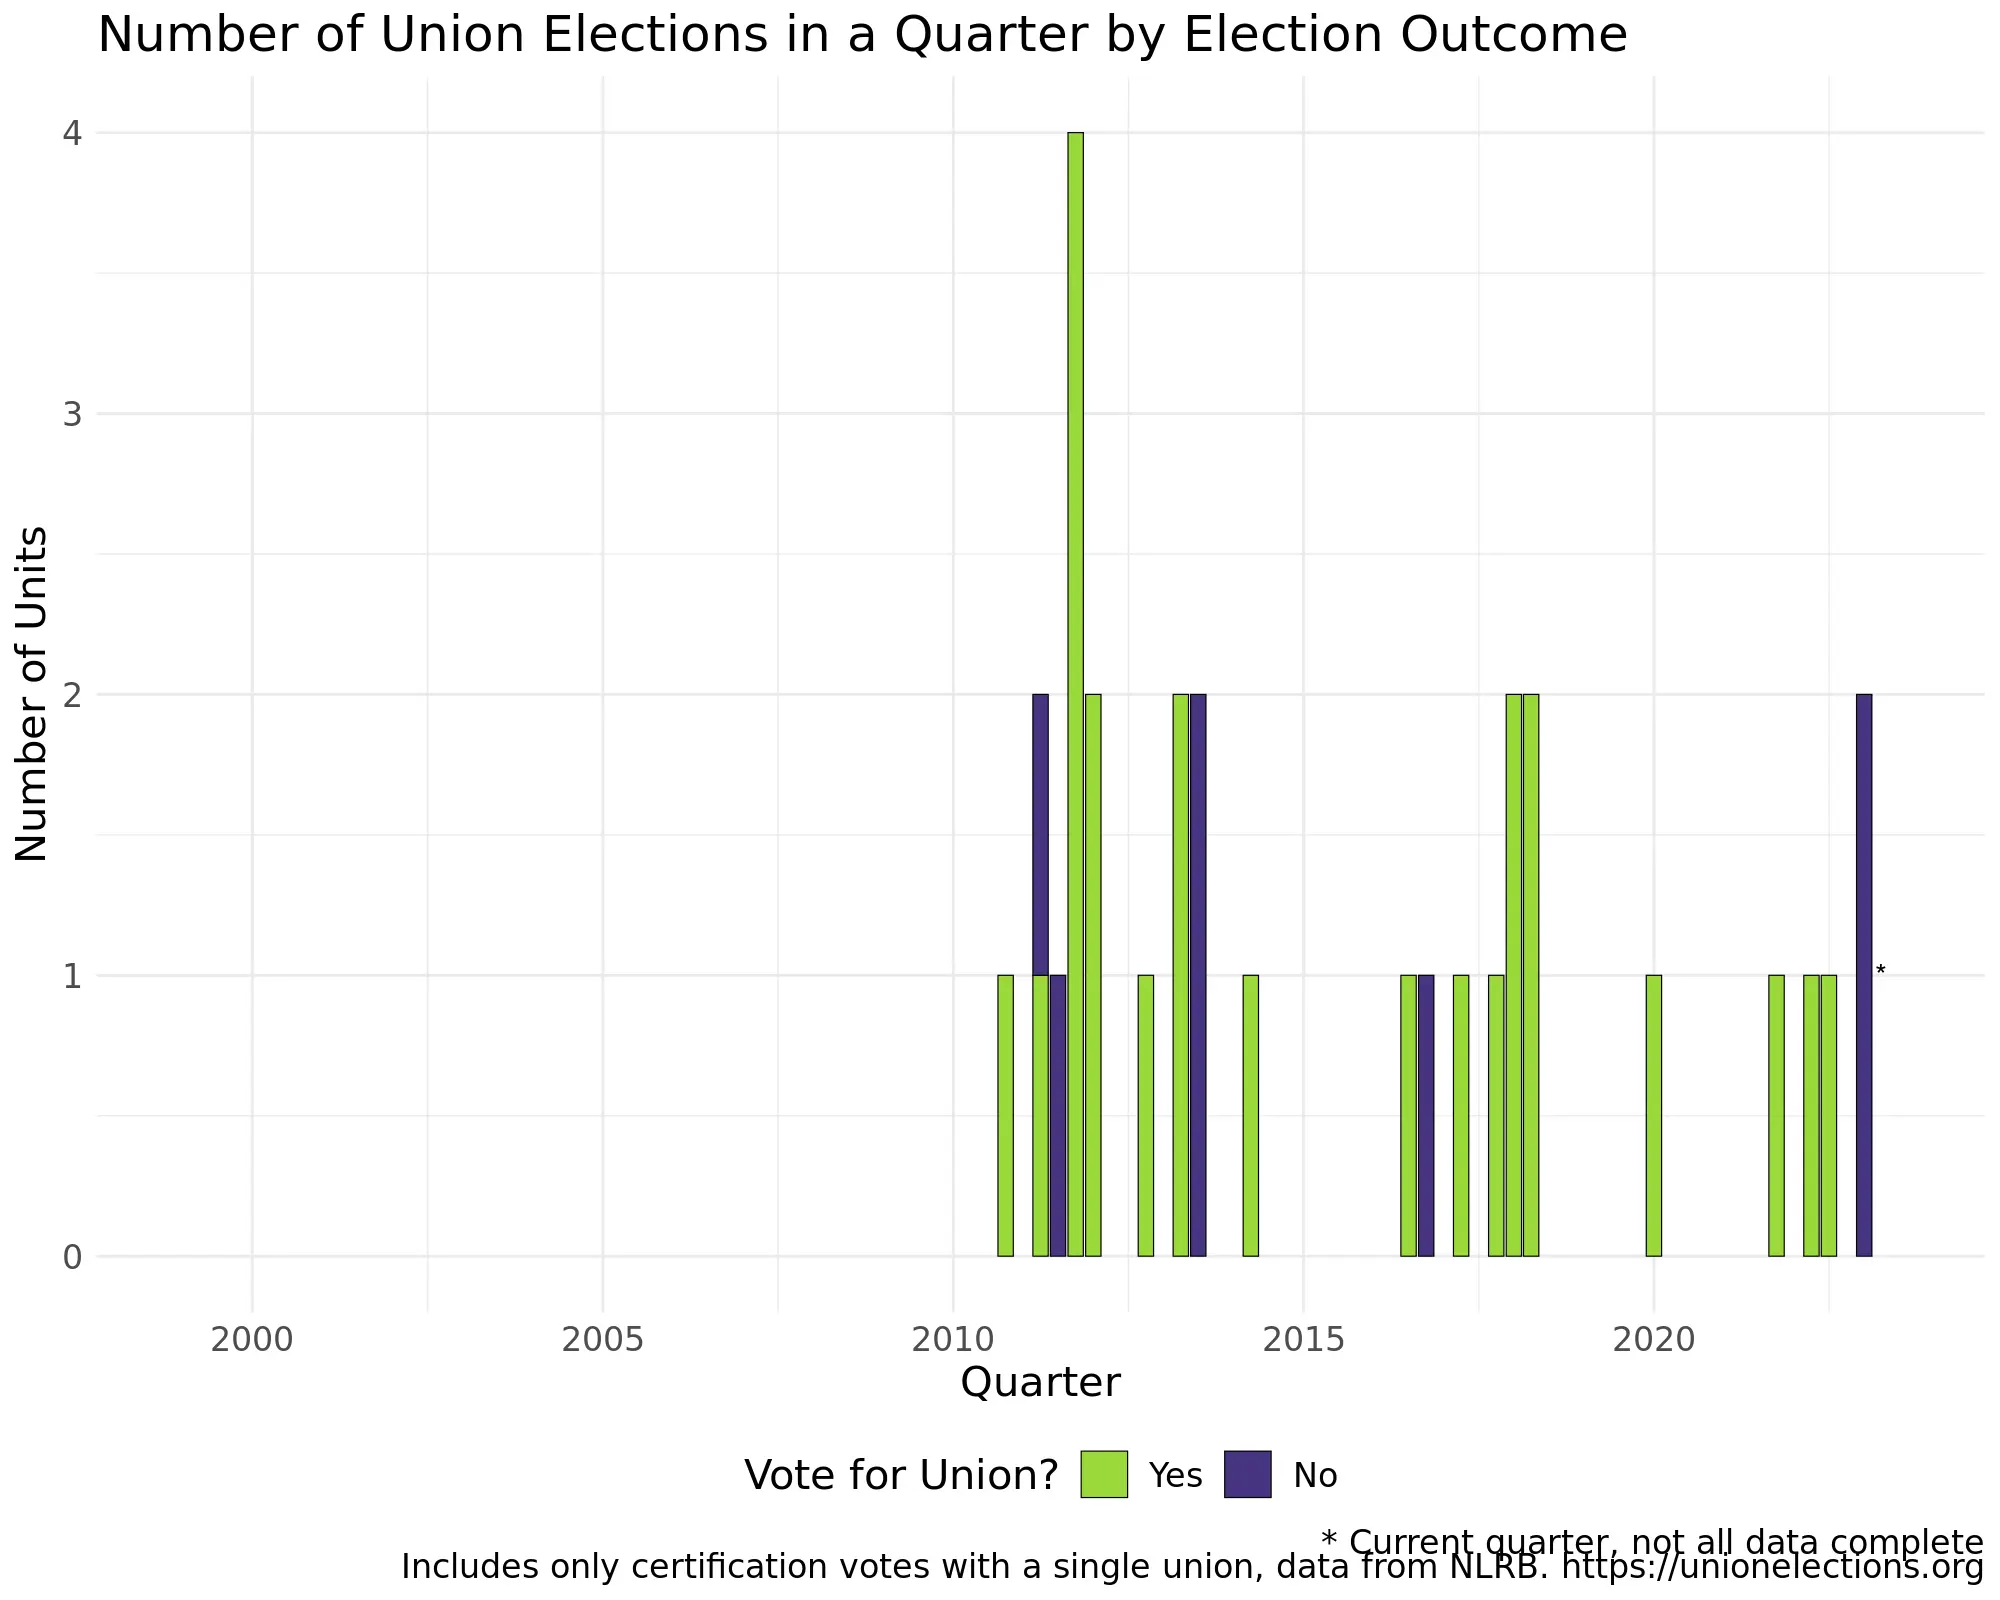 Number of Union Elections in a Quarter by Election Outcome
4
3
2
1
0
Number of Units
*
2000 2005 2010 2015 2020
Quarter
Vote for Union? Yes No
* Current quarter, not all data complete
Includes only certification votes with a single union, data from NLRB. https://unionelections.org